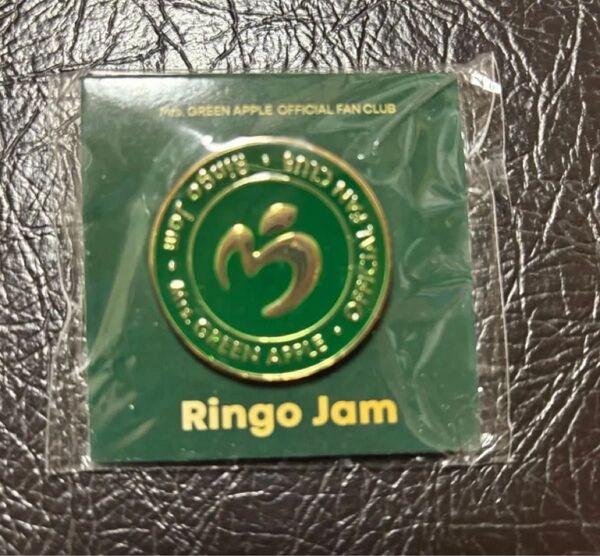 Mrs. GREEN APPLE OFFICIAL FAN CLUB
Mrs. GREEN APPLE • OFFICIAL FAN CLUB • Ringo Jam •
Ringo Jam